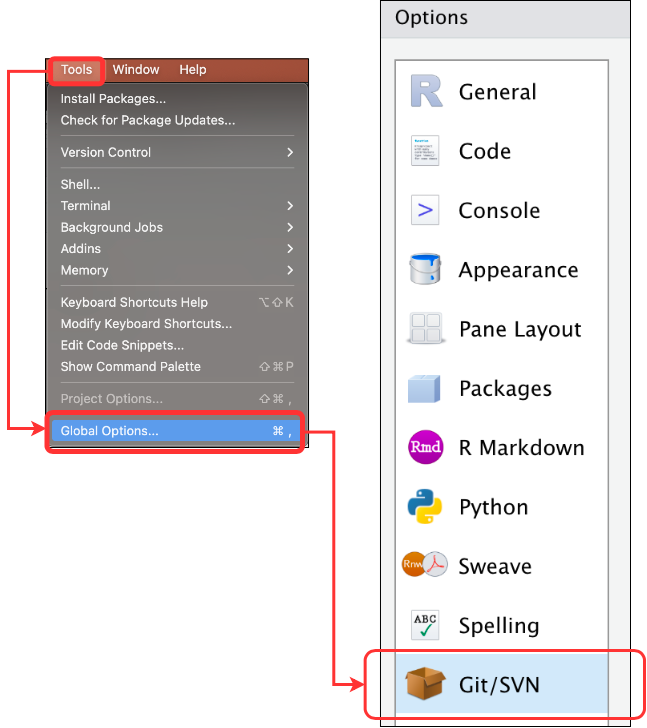 Tools Window Help
Install Packages...
Check for Package Updates...
Version Control
Shell...
Terminal
Background Jobs
Addins
Memory
Keyboard Shortcuts Help ⌥⇧K
Modify Keyboard Shortcuts...
Edit Code Snippets...
Show Command Palette ⇧⌘P
Project Options... ⇧⌘,
Global Options... ⌘,
Options
R General
Code
> Console
Appearance
Pane Layout
Packages
Rmd R Markdown
Python
Rnw Sweave
ABC Spelling
Git/SVN